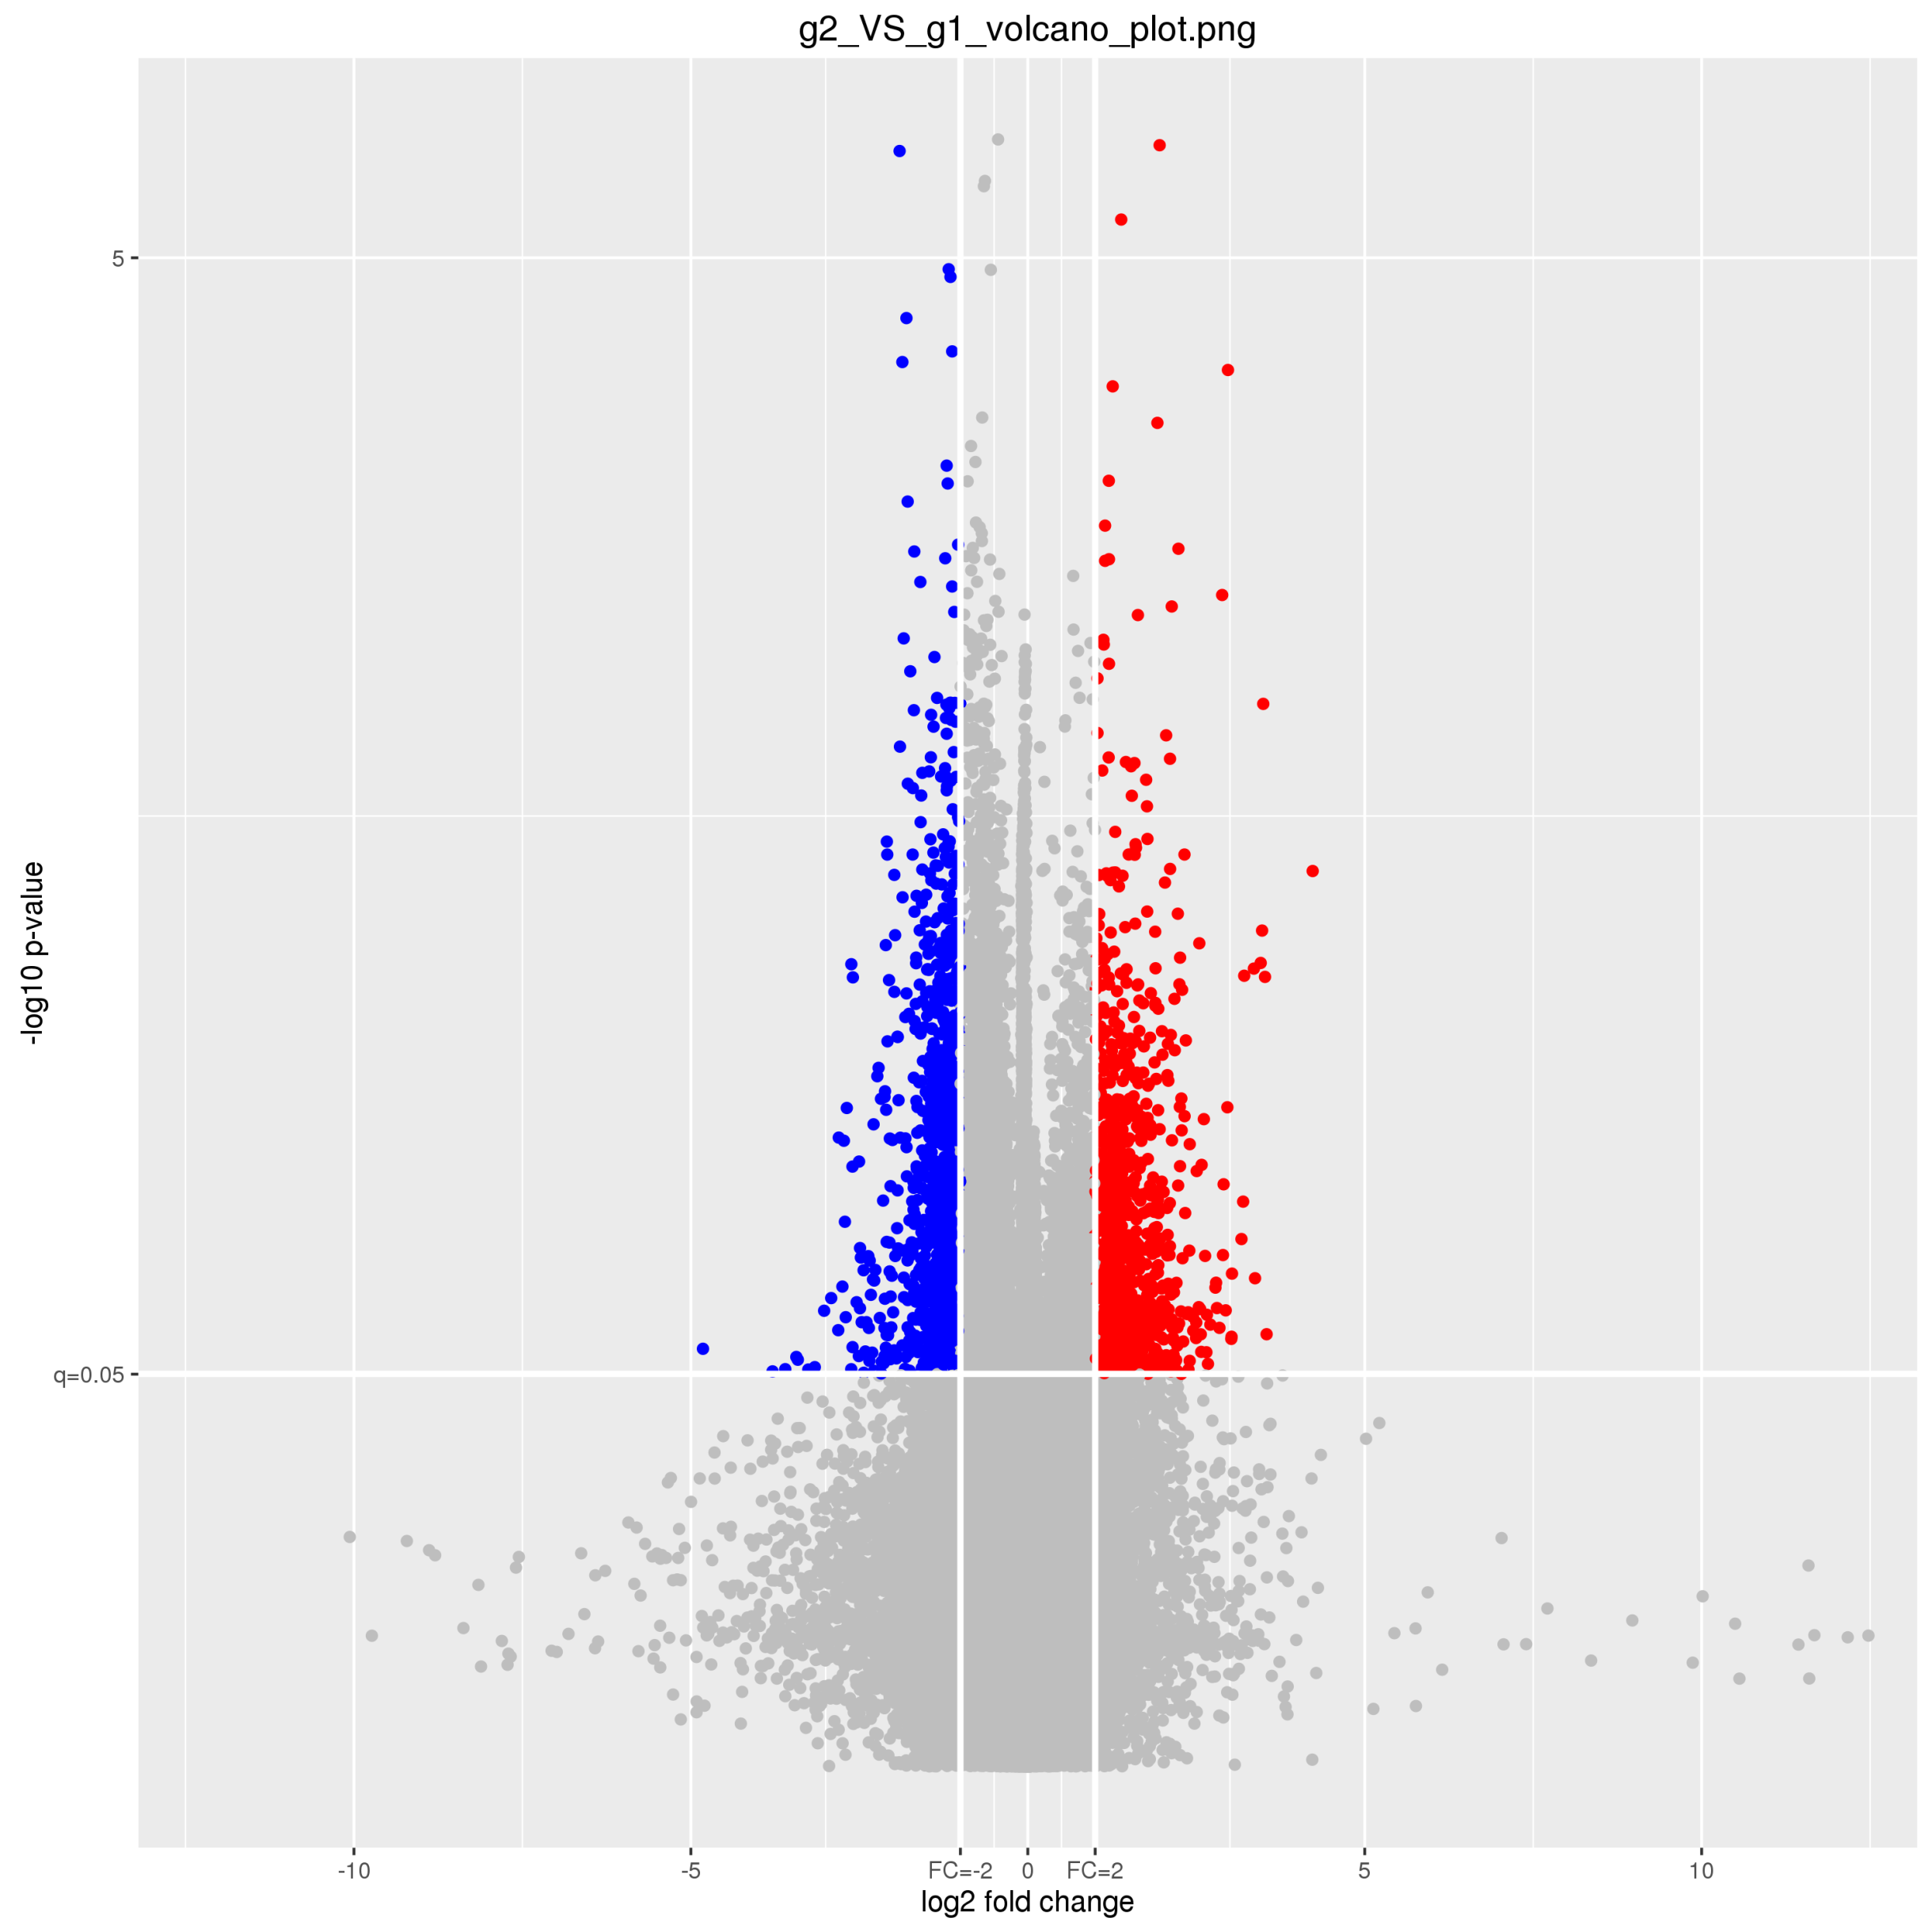 g2_VS_g1_volcano_plot.png
5
-log10 p-value
q=0.05
-10 -5 FC=-2 0 FC=2 5 10
log2 fold change